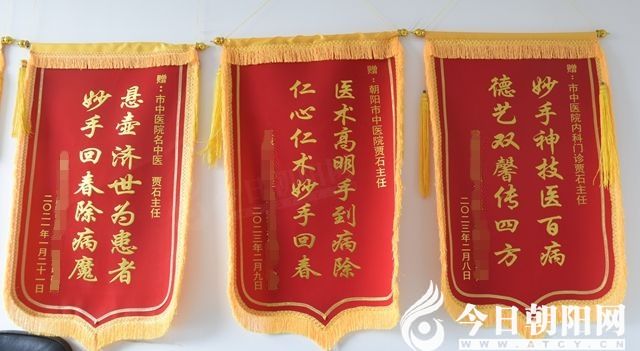 赠：市中医院名中医　贾石主任
悬壶济世为患者
妙手回春除病魔
二〇二一年一月二十一日
赠：朝阳市中医院贾石主任
医术高明手到病除
仁心仁术妙手回春
二〇二三年二月九日
赠：市中医院内科门诊贾石主任
妙手神技医百病
德艺双馨传四方
二〇二三年二月八日
今日朝阳网
WWW.ATCY.CN